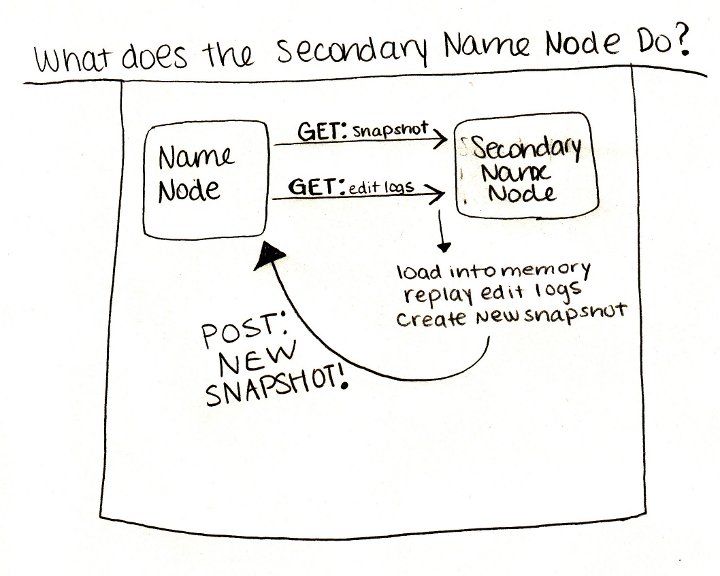 What does the Secondary Name Node Do?
Name
Node
GET: snapshot
GET: edit logs
Secondary
Name
Node
load into memory
replay edit logs
create new snapshot
POST:
NEW
SNAPSHOT!